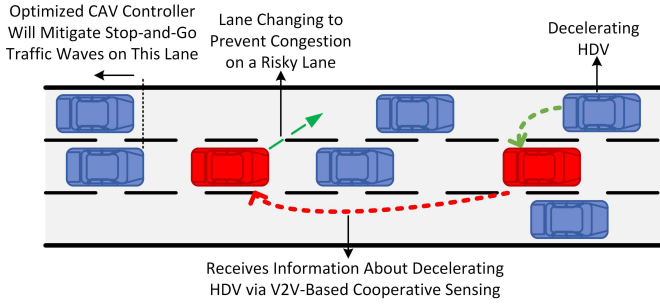 Optimized CAV Controller
Will Mitigate Stop-and-Go
Traffic Waves on This Lane
Lane Changing to
Prevent Congestion
on a Risky Lane
Decelerating
HDV
Receives Information About Decelerating
HDV via V2V-Based Cooperative Sensing